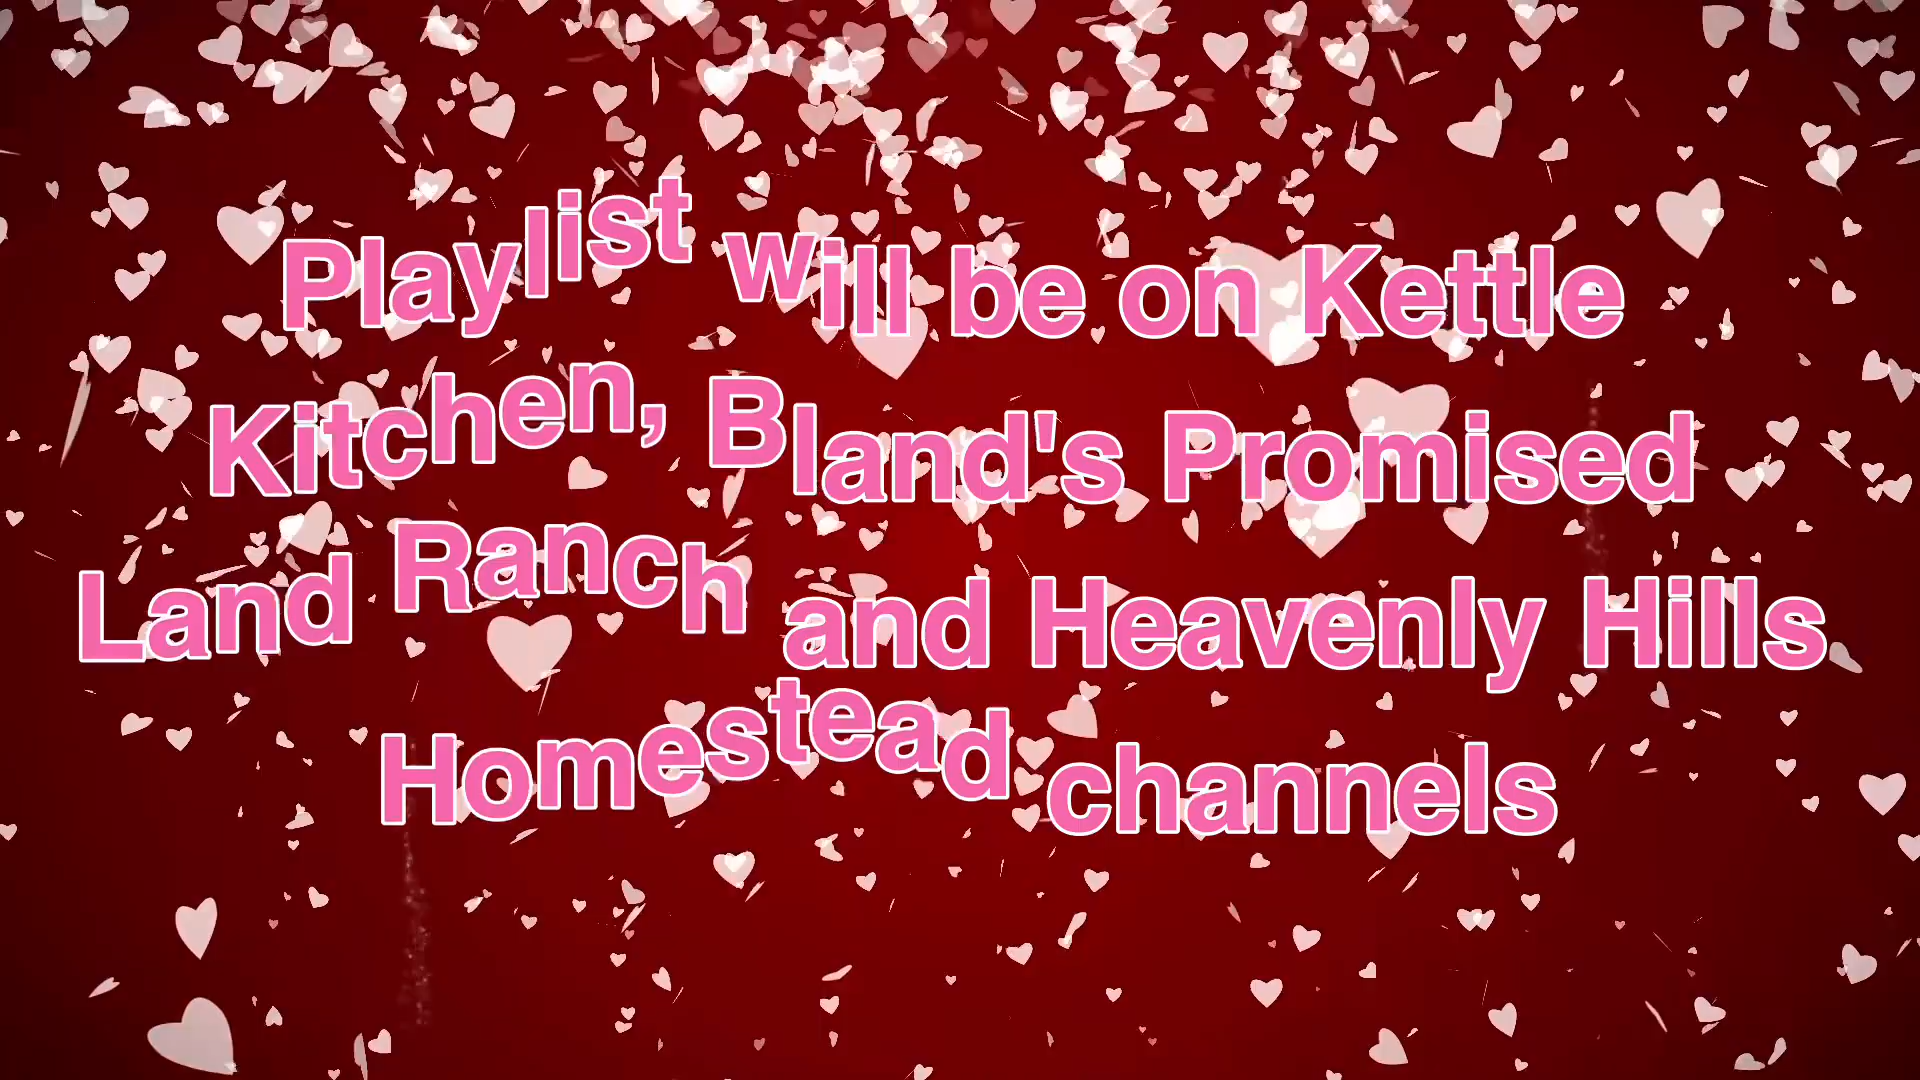 Playlist will be on Kettle
Kitchen, Bland's Promised
Land Ranch and Heavenly Hills
Homestead channels